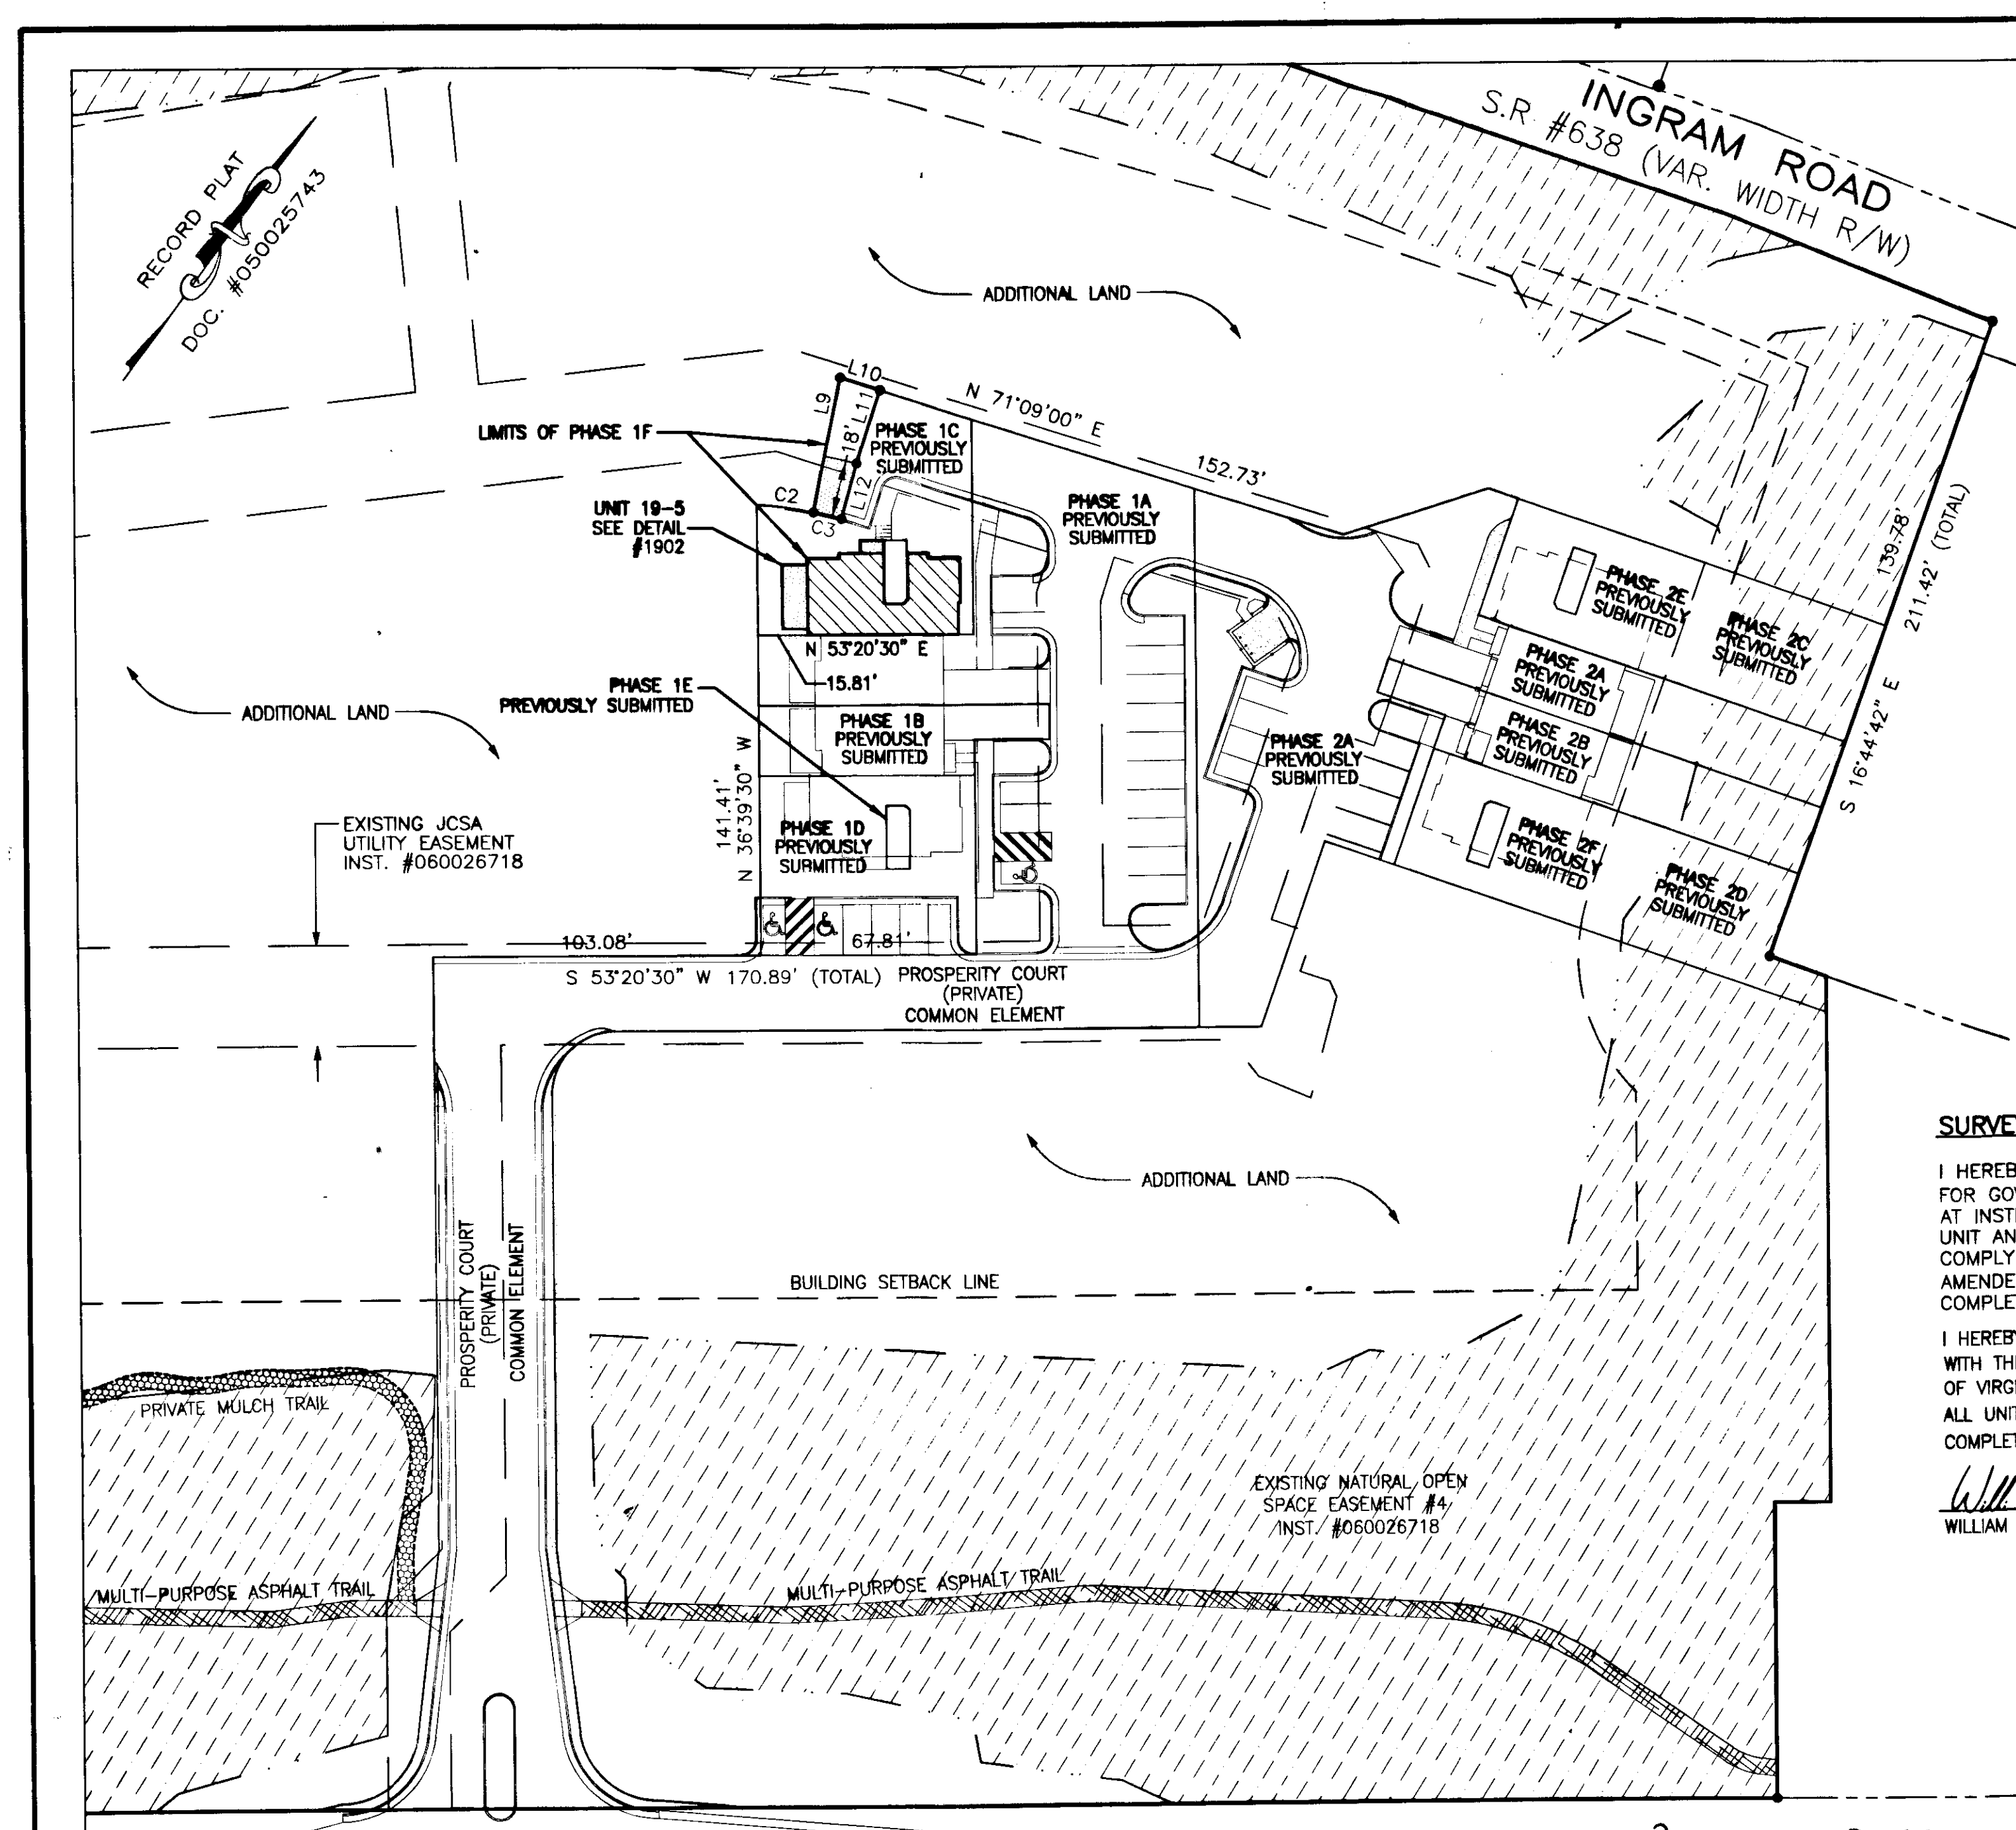 INGRAM ROAD
S.R. #638 (VAR. WIDTH R/W)
RECORD PLAT
DOC. #050025743
ADDITIONAL LAND
L10
L9
L11
N 71°09'00" E
152.73'
LIMITS OF PHASE 1F
18'
PHASE 1C
PREVIOUSLY
SUBMITTED
L12
C2
C3
UNIT 19-5
SEE DETAIL
#1902
PHASE 1A
PREVIOUSLY
SUBMITTED
139.78'
211.42' (TOTAL)
S 16°44'42" E
PHASE 2E
PREVIOUSLY
SUBMITTED
PHASE 2C
PREVIOUSLY
SUBMITTED
N 53°20'30" E
15.81'
PHASE 2A
PREVIOUSLY
SUBMITTED
PHASE 1E
PREVIOUSLY SUBMITTED
ADDITIONAL LAND
PHASE 1B
PREVIOUSLY
SUBMITTED
PHASE 2B
PREVIOUSLY
SUBMITTED
PHASE 2A
PREVIOUSLY
SUBMITTED
141.41'
N 36°39'30" W
EXISTING JCSA
UTILITY EASEMENT
INST. #060026718
PHASE 1D
PREVIOUSLY
SUBMITTED
PHASE 2F
PREVIOUSLY
SUBMITTED
PHASE 2D
PREVIOUSLY
SUBMITTED
103.08'
67.81'
S 53°20'30" W 170.89' (TOTAL)
PROSPERITY COURT
(PRIVATE)
COMMON ELEMENT
ADDITIONAL LAND
PROSPERITY COURT
(PRIVATE)
COMMON ELEMENT
BUILDING SETBACK LINE
PRIVATE MULCH TRAIL
EXISTING NATURAL OPEN
SPACE EASEMENT #4
INST. #060026718
MULTI-PURPOSE ASPHALT TRAIL
MULTI-PURPOSE ASPHALT TRAIL
SURVE
I HEREB
FOR GO
AT INST
UNIT AN
COMPLY
AMENDE
COMPLE
I HEREB
WITH TH
OF VIRG
ALL UNI
COMPLE
Willi
WILLIAM